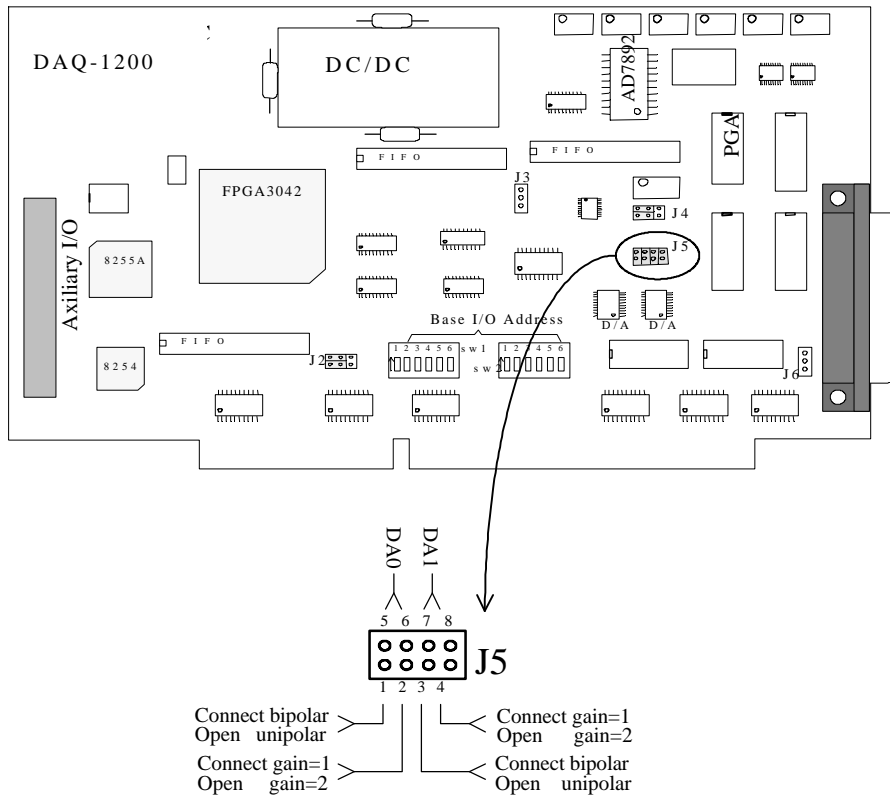 DAQ-1200
DC/DC
AD7892
PGA
FIFO
FIFO
J3
FPGA3042
J4
J5
Axiliary I/O
8255A
D/A
D/A
Base I/O Address
FIFO
1 2 3 4 5 6
sw1
1 2 3 4 5 6
sw2
J2
8254
J6
DA0
DA1
5 6 7 8
J5
1 2 3 4
Connect bipolar
Open unipolar
Connect gain=1
Open gain=2
Connect gain=1
Open gain=2
Connect bipolar
Open unipolar